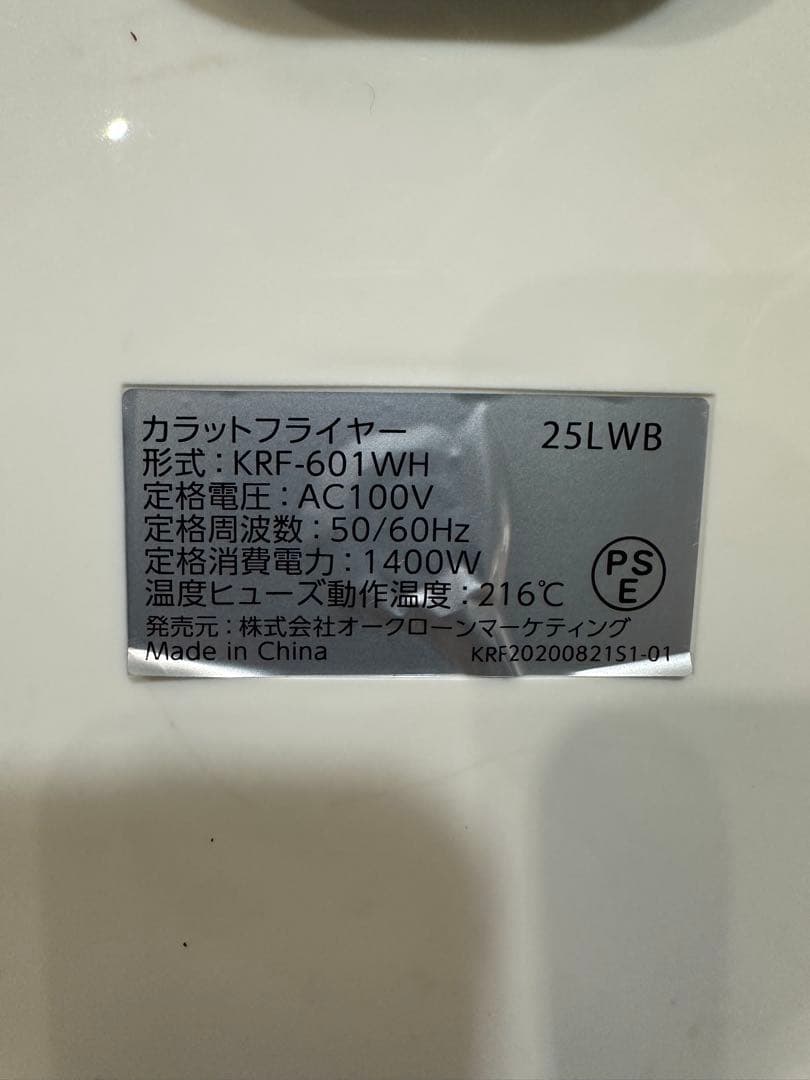 カラットフライヤー 25LWB
形式：KRF-601WH
定格電圧：AC100V
定格周波数：50/60Hz
定格消費電力：1400W
温度ヒューズ動作温度：216℃
PS
E
発売元：株式会社オークローンマーケティング
Made in China KRF20200821S1-01